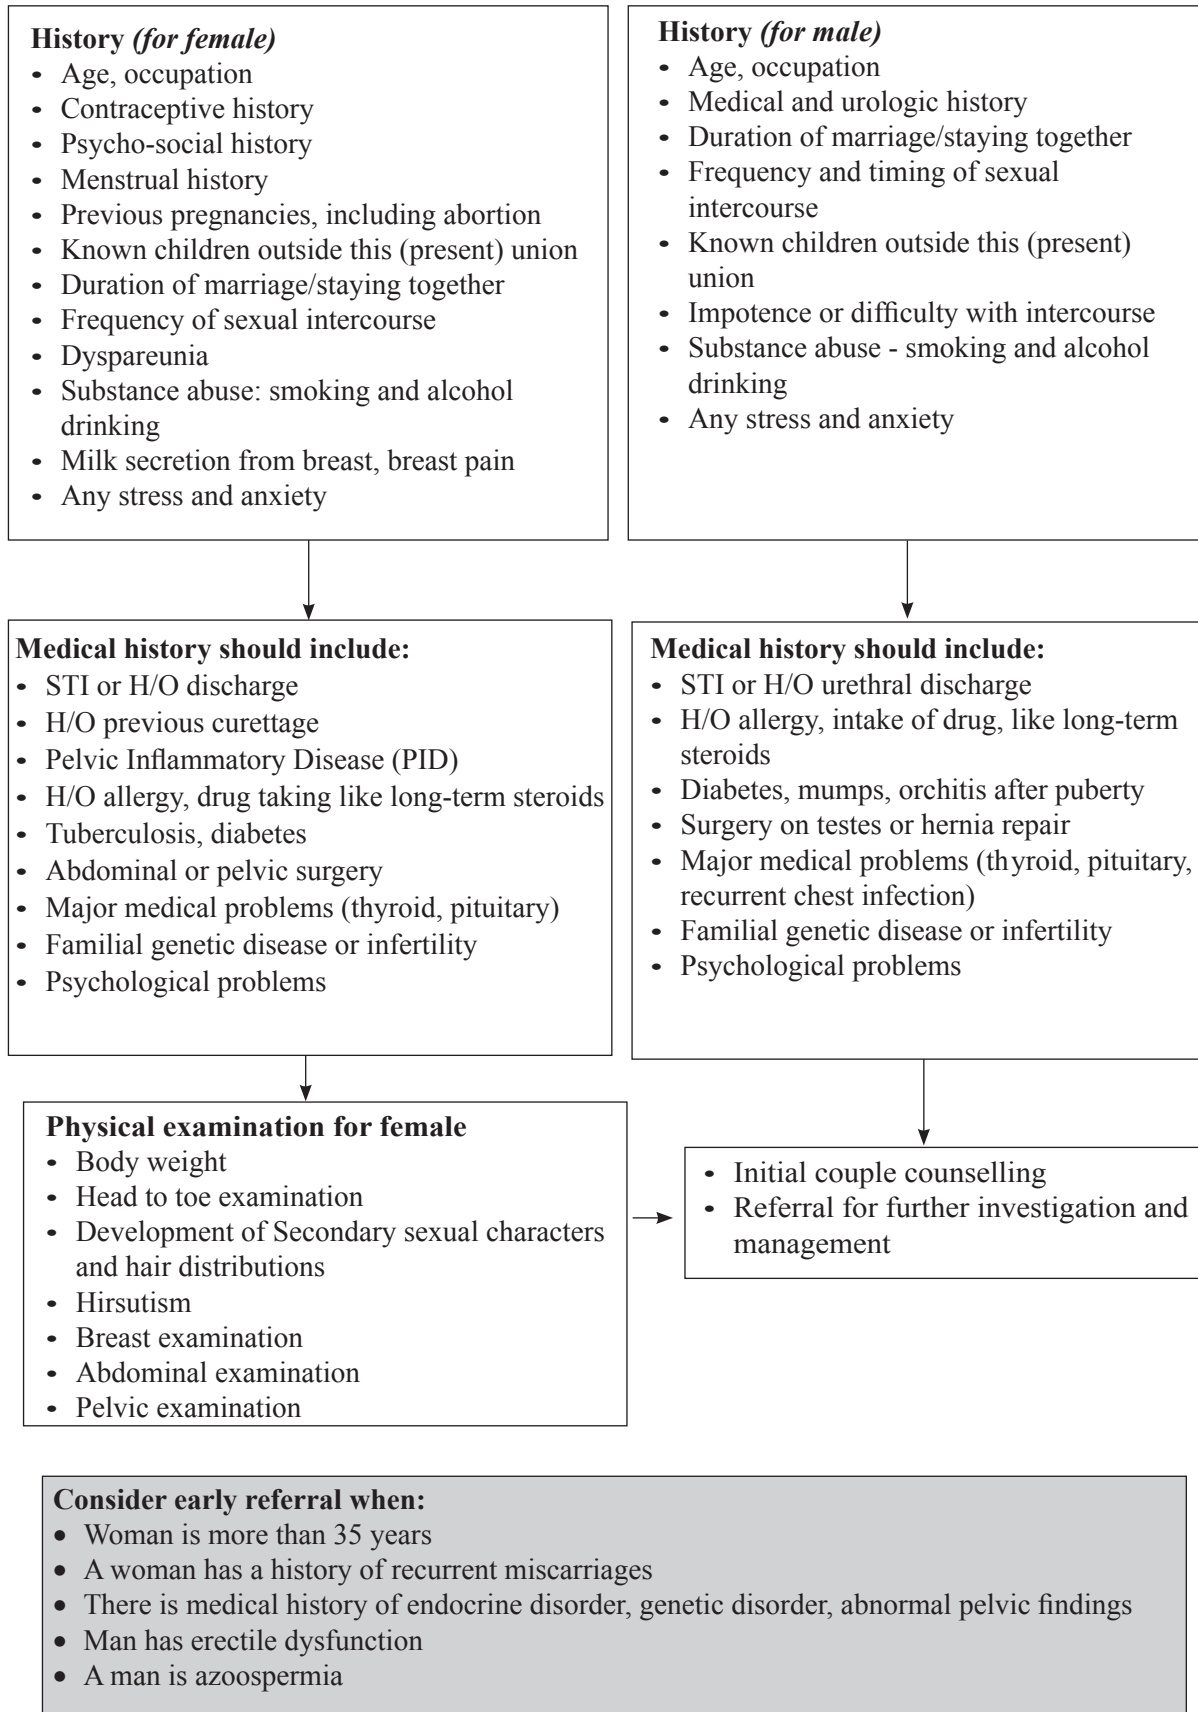 History (for female)
• Age, occupation
• Contraceptive history
• Psycho-social history
• Menstrual history
• Previous pregnancies, including abortion
• Known children outside this (present) union
• Duration of marriage/staying together
• Frequency of sexual intercourse
• Dyspareunia
• Substance abuse: smoking and alcohol
drinking
• Milk secretion from breast, breast pain
• Any stress and anxiety
History (for male)
• Age, occupation
• Medical and urologic history
• Duration of marriage/staying together
• Frequency and timing of sexual
intercourse
• Known children outside this (present)
union
• Impotence or difficulty with intercourse
• Substance abuse - smoking and alcohol
drinking
• Any stress and anxiety
Medical history should include:
• STI or H/O discharge
• H/O previous curettage
• Pelvic Inflammatory Disease (PID)
• H/O allergy, drug taking like long-term steroids
• Tuberculosis, diabetes
• Abdominal or pelvic surgery
• Major medical problems (thyroid, pituitary)
• Familial genetic disease or infertility
• Psychological problems
Medical history should include:
• STI or H/O urethral discharge
• H/O allergy, intake of drug, like long-term
steroids
• Diabetes, mumps, orchitis after puberty
• Surgery on testes or hernia repair
• Major medical problems (thyroid, pituitary,
recurrent chest infection)
• Familial genetic disease or infertility
• Psychological problems
Physical examination for female
• Body weight
• Head to toe examination
• Development of Secondary sexual characters
and hair distributions
• Hirsutism
• Breast examination
• Abdominal examination
• Pelvic examination
• Initial couple counselling
• Referral for further investigation and
management
Consider early referral when:
• Woman is more than 35 years
• A woman has a history of recurrent miscarriages
• There is medical history of endocrine disorder, genetic disorder, abnormal pelvic findings
• Man has erectile dysfunction
• A man is azoospermia